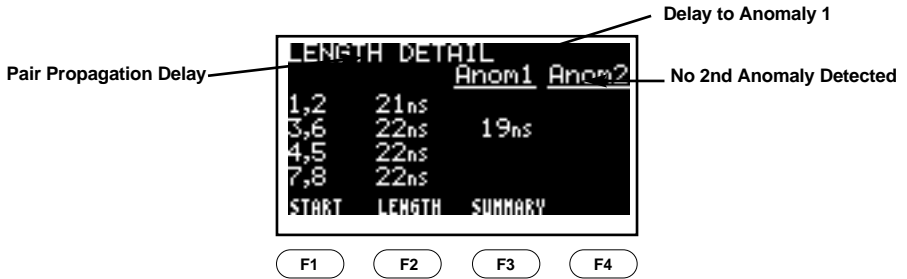 Delay to Anomaly 1
LENGTH DETAIL
Pair Propagation Delay
Anom1 Anom2
No 2nd Anomaly Detected
1,2 21ns
3,6 22ns 19ns
4,5 22ns
7,8 22ns
START LENGTH SUMMARY
F1 F2 F3 F4